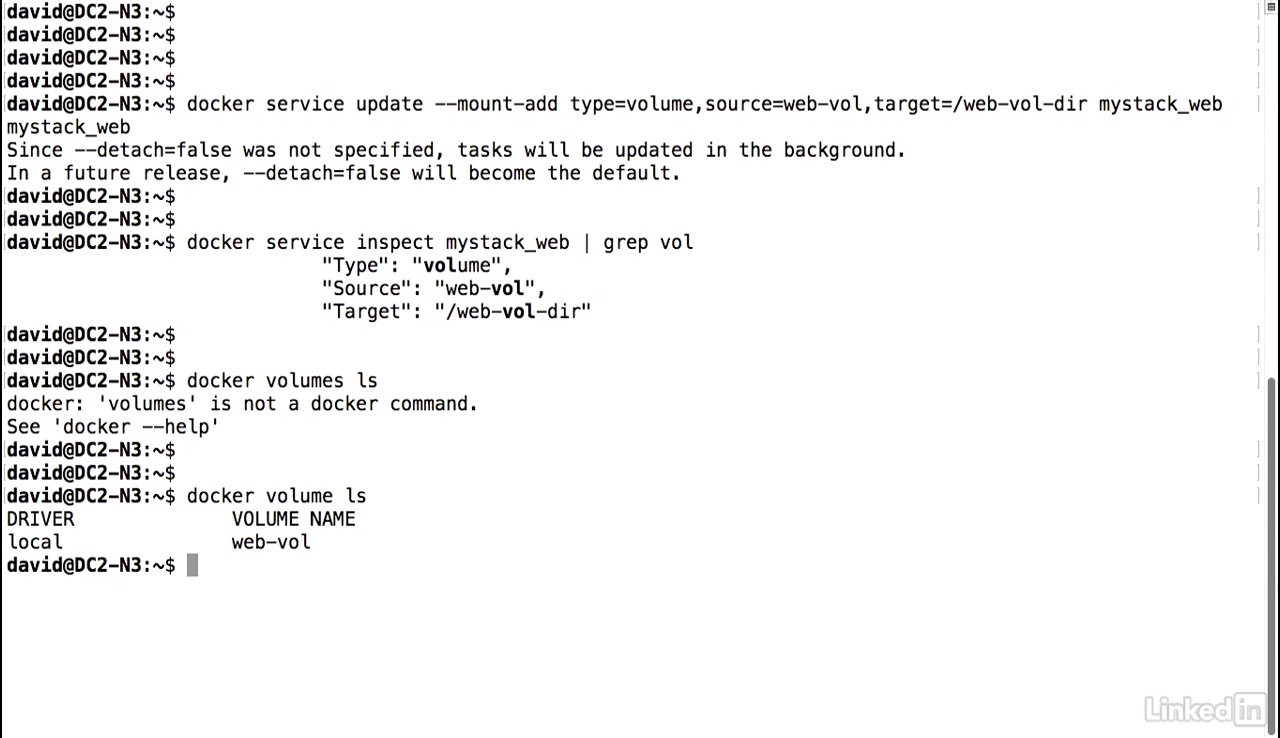 david@DC2-N3:~$
david@DC2-N3:~$
david@DC2-N3:~$
david@DC2-N3:~$
david@DC2-N3:~$ docker service update --mount-add type=volume,source=web-vol,target=/web-vol-dir mystack_web
mystack_web
Since --detach=false was not specified, tasks will be updated in the background.
In a future release, --detach=false will become the default.
david@DC2-N3:~$
david@DC2-N3:~$
david@DC2-N3:~$ docker service inspect mystack_web | grep vol
"Type": "volume",
"Source": "web-vol",
"Target": "/web-vol-dir"
david@DC2-N3:~$
david@DC2-N3:~$
david@DC2-N3:~$ docker volumes ls
docker: 'volumes' is not a docker command.
See 'docker --help'
david@DC2-N3:~$
david@DC2-N3:~$
david@DC2-N3:~$ docker volume ls
DRIVER VOLUME NAME
local web-vol
david@DC2-N3:~$
Linked in